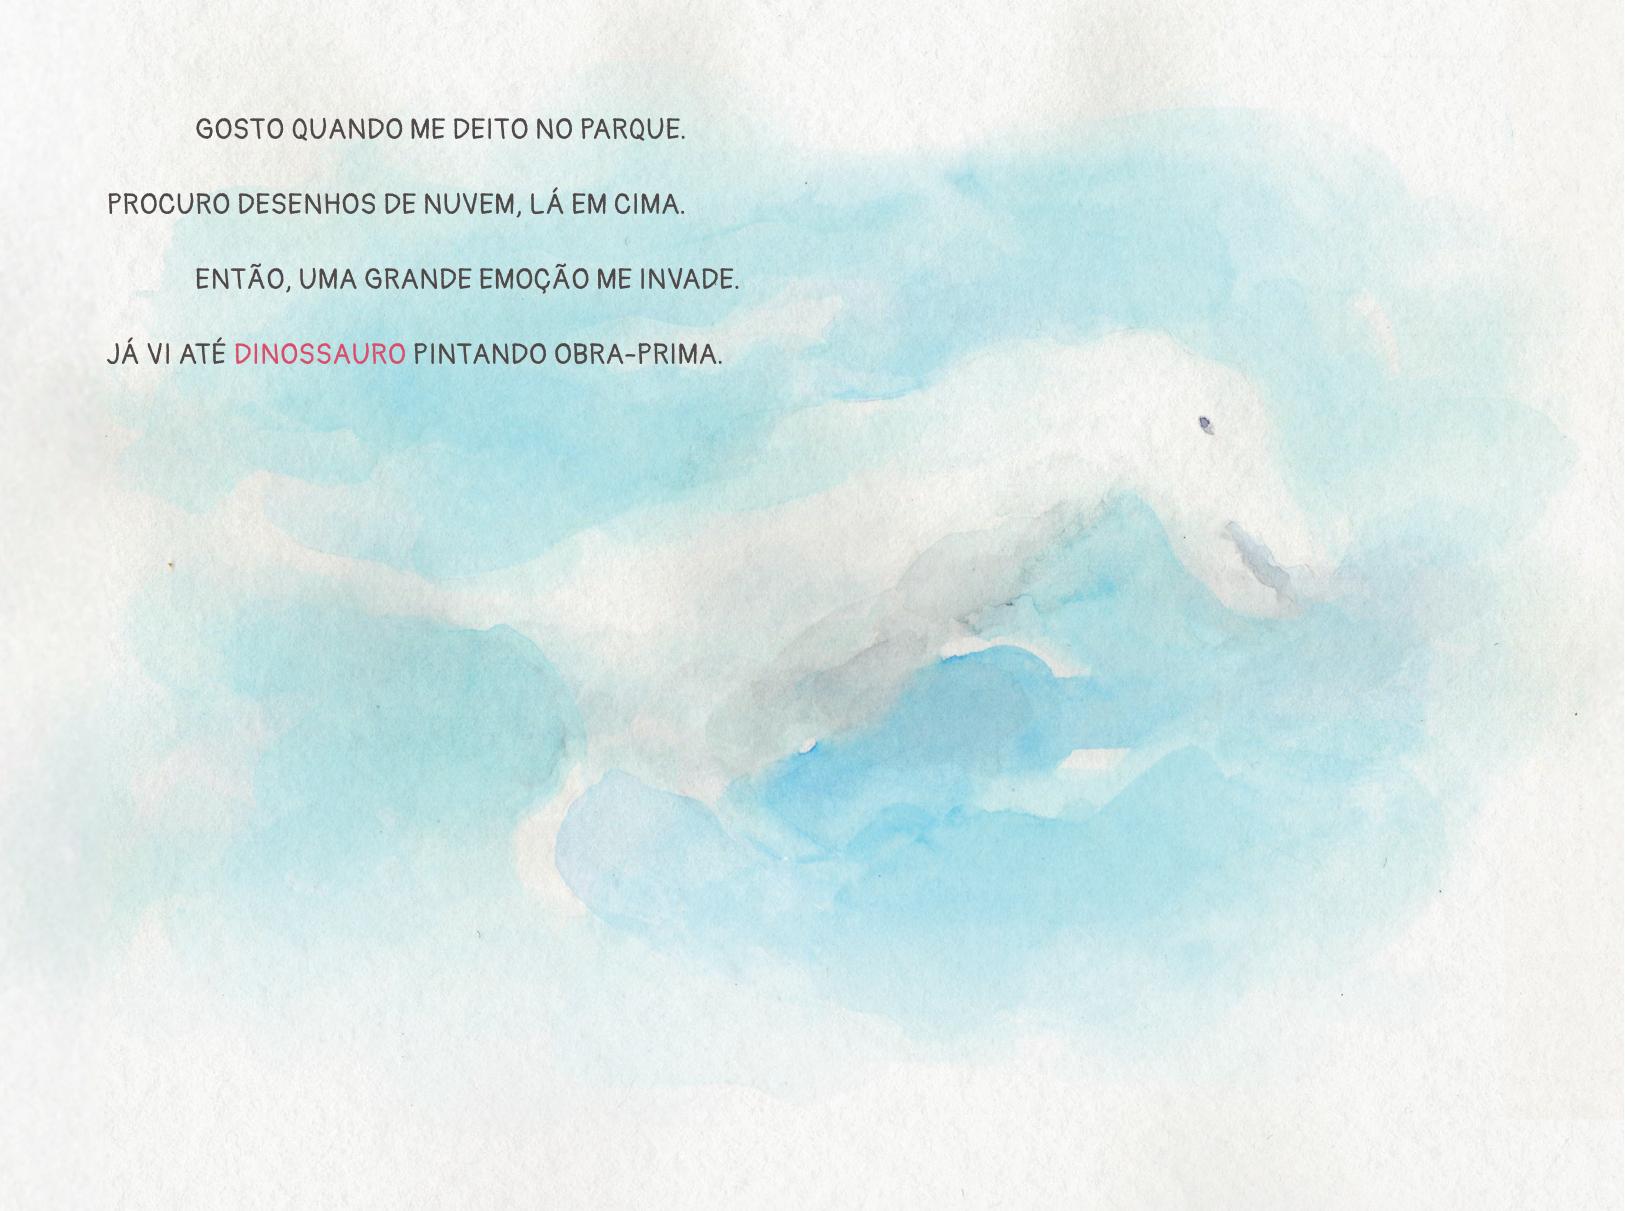 GOSTO QUANDO ME DEITO NO PARQUE.
PROCURO DESENHOS DE NUVEM, LÁ EM CIMA.
ENTÃO, UMA GRANDE EMOÇÃO ME INVADE.
JÁ VI ATÉ DINOSSAURO PINTANDO OBRA-PRIMA.